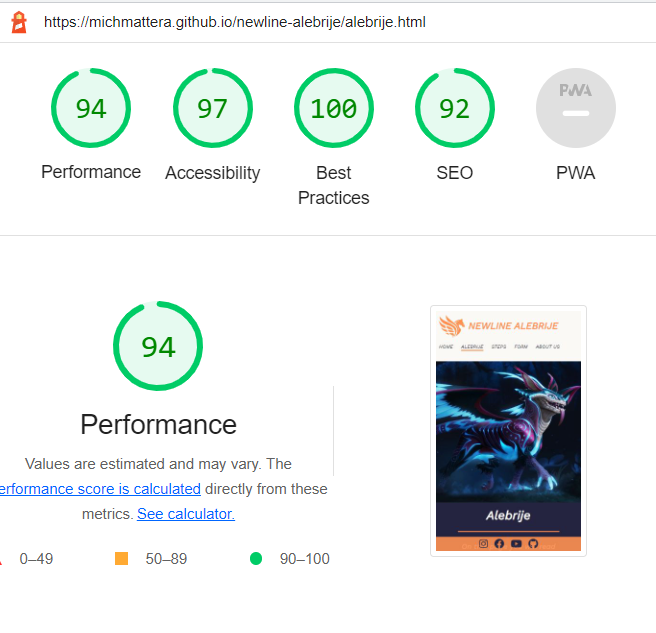 https://michmattera.github.io/newline-alebrije/alebrije.html
94
97
100
92
PWA
Performance
Accessibility
Best
Practices
SEO
PWA
94
Performance
Values are estimated and may vary. The
erformance score is calculated directly from these
metrics. See calculator.
0–49
50–89
90–100
NEWLINE ALEBRIJE
HOME ALEBRIJE STEPS FORM ABOUT US
Alebrije